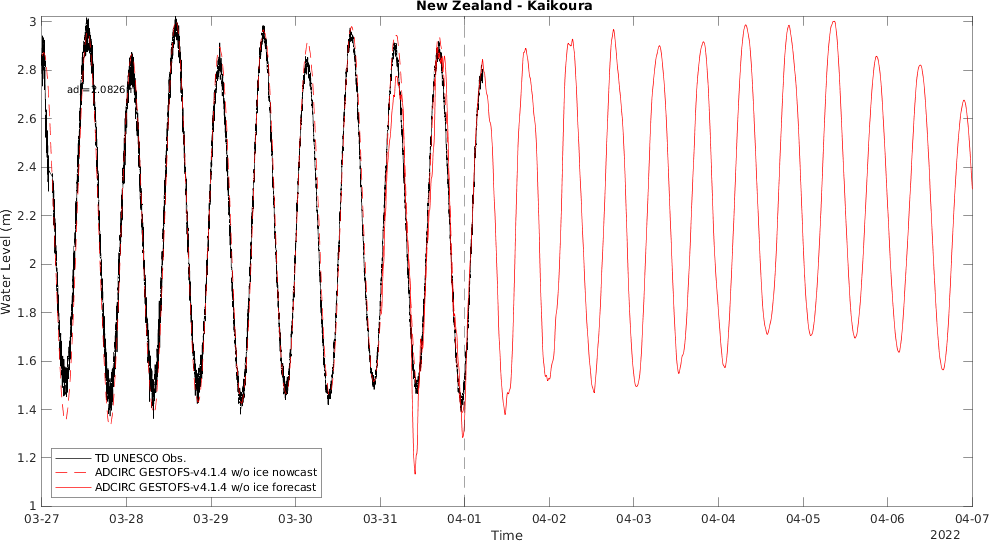 New Zealand - Kaikoura
3
2.8
2.6
2.4
2.2
2
1.8
1.6
1.4
1.2
1
Water Level (m)
adj=2.0826
TD UNESCO Obs.
ADCIRC GESTOFS-v4.1.4 w/o ice nowcast
ADCIRC GESTOFS-v4.1.4 w/o ice forecast
03-27 03-28 03-29 03-30 03-31 04-01 04-02 04-03 04-04 04-05 04-06 04-07
Time
2022